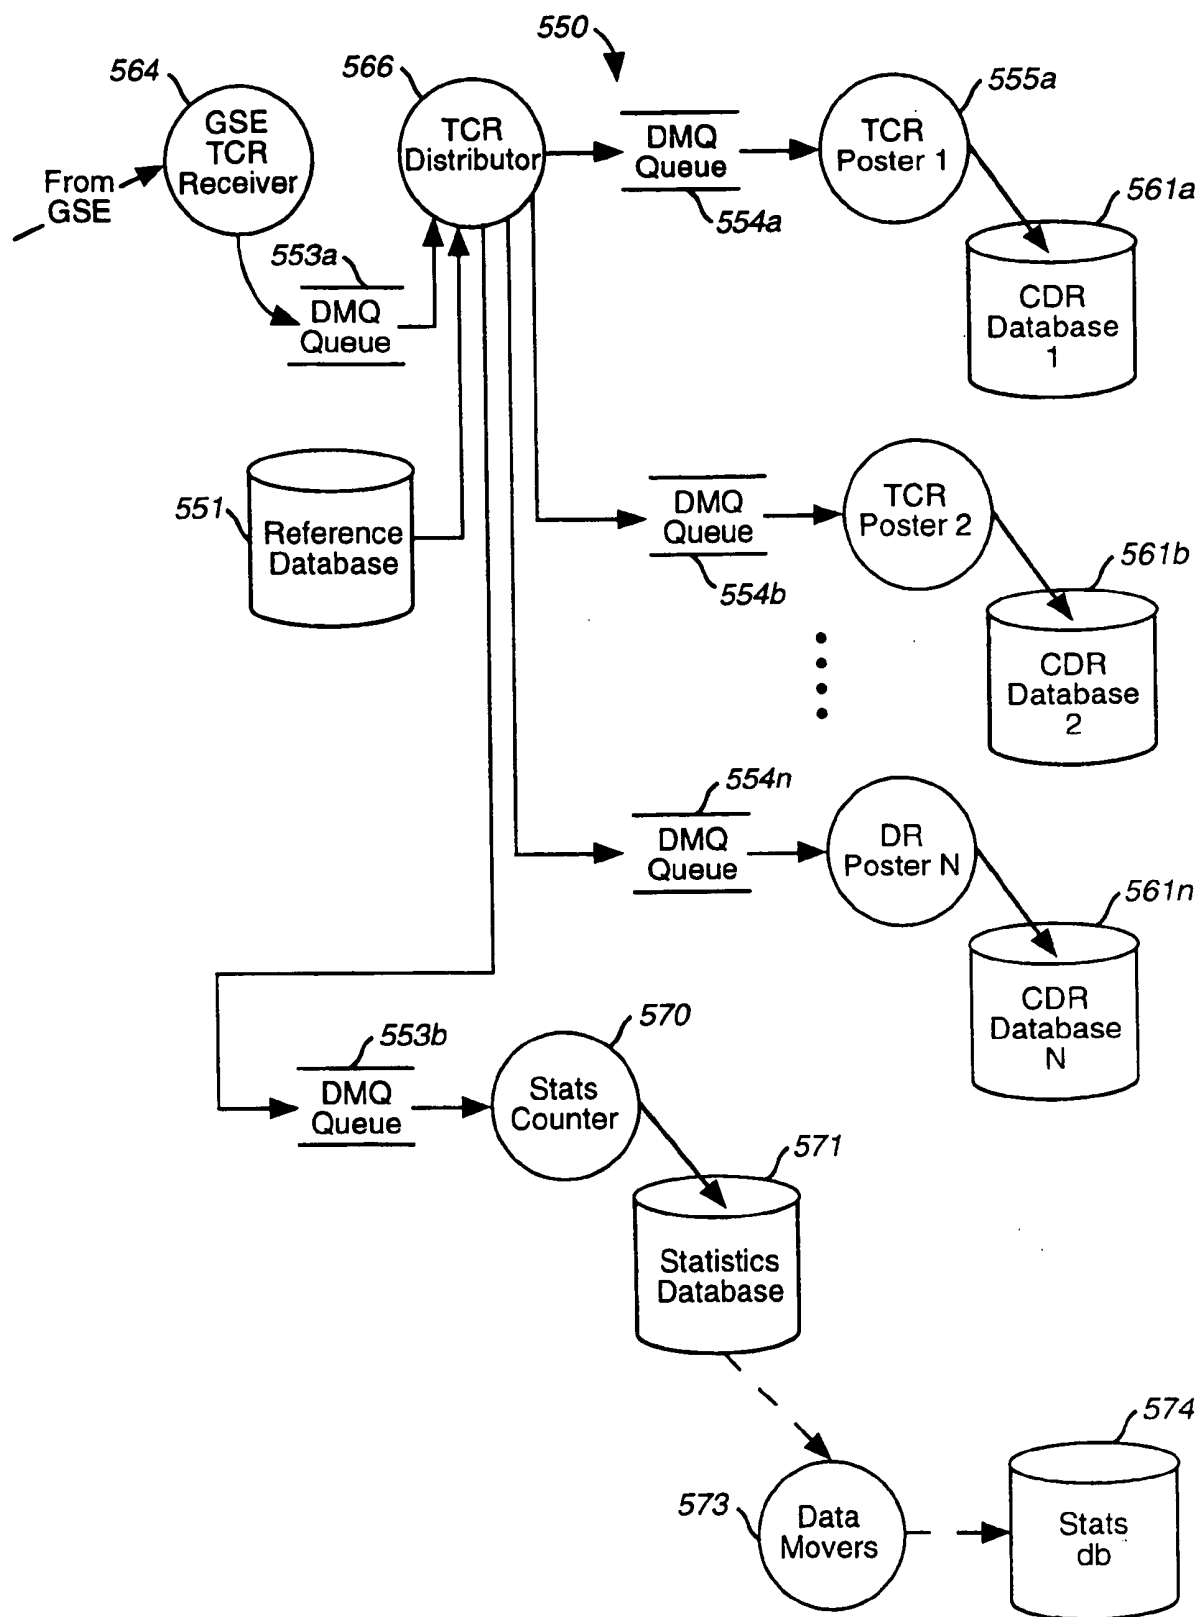 550
564
566
555a
GSE
TCR
Receiver
TCR
Distributor
DMQ
Queue
TCR
Poster 1
From
GSE
554a
561a
553a
DMQ
Queue
CDR
Database
1
551
Reference
Database
DMQ
Queue
TCR
Poster 2
554b
561b
CDR
Database
2
554n
DMQ
Queue
DR
Poster N
561n
CDR
Database
N
553b
570
DMQ
Queue
Stats
Counter
571
Statistics
Database
574
573
Data
Movers
Stats
db